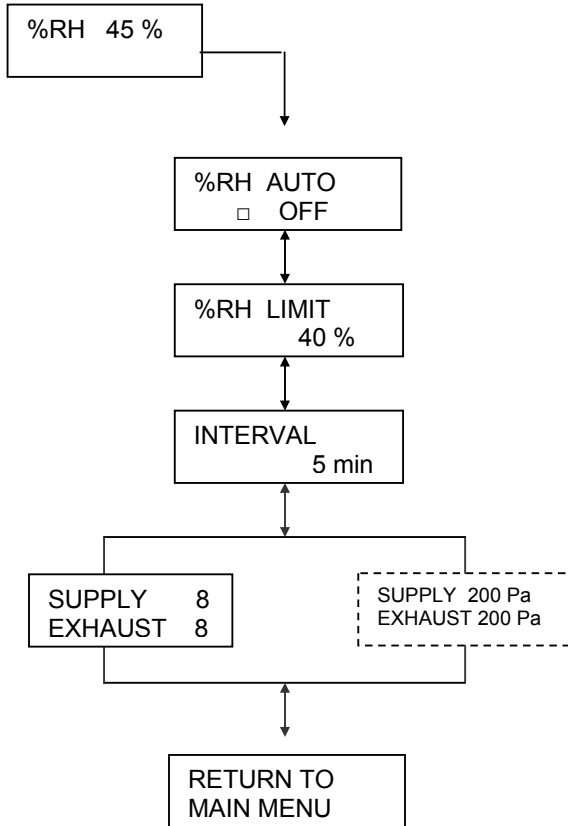 %RH 45 %
%RH AUTO
□ OFF
%RH LIMIT
40 %
INTERVAL
5 min
SUPPLY 8
EXHAUST 8
SUPPLY 200 Pa
EXHAUST 200 Pa
RETURN TO
MAIN MENU